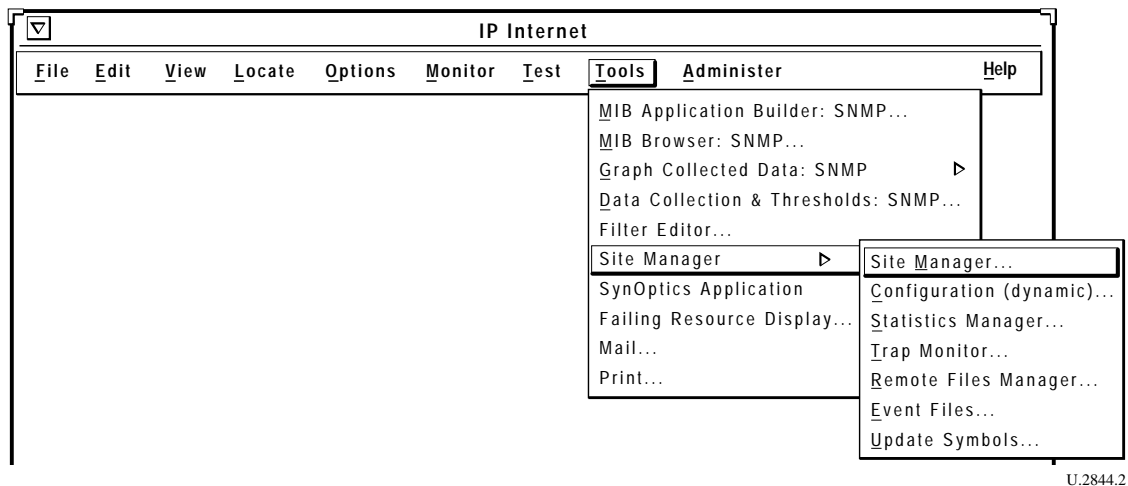 IP Internet
File Edit View Locate Options Monitor Test Tools Administer Help
MIB Application Builder: SNMP...
MIB Browser: SNMP...
Graph Collected Data: SNMP
Data Collection & Thresholds: SNMP...
Filter Editor...
Site Manager
SynOptics Application
Failing Resource Display...
Mail...
Print...
Site Manager...
Configuration (dynamic)...
Statistics Manager...
Trap Monitor...
Remote Files Manager...
Event Files...
Update Symbols...
U.2844.2